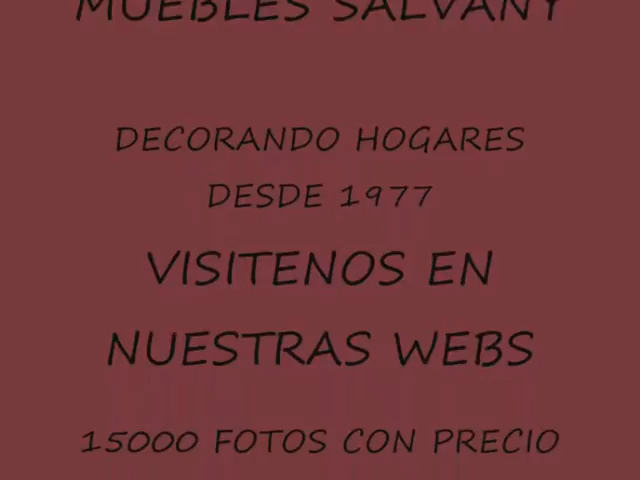 MUEBLES SALVANY
DECORANDO HOGARES
DESDE 1977
VISITENOS EN
NUESTRAS WEBS
15000 FOTOS CON PRECIO